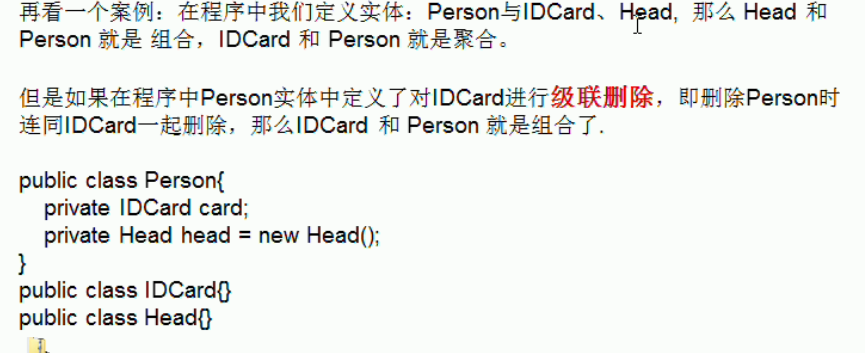 再看一个案例：在程序中我们定义实体：Person与IDCard、Head, 那么 Head 和
Person 就是 组合，IDCard 和 Person 就是聚合。
但是如果在程序中Person实体中定义了对IDCard进行级联删除，即删除Person时
连同IDCard一起删除，那么IDCard 和 Person 就是组合了.
public class Person{
private IDCard card;
private Head head = new Head();
}
public class IDCard{}
public class Head{}